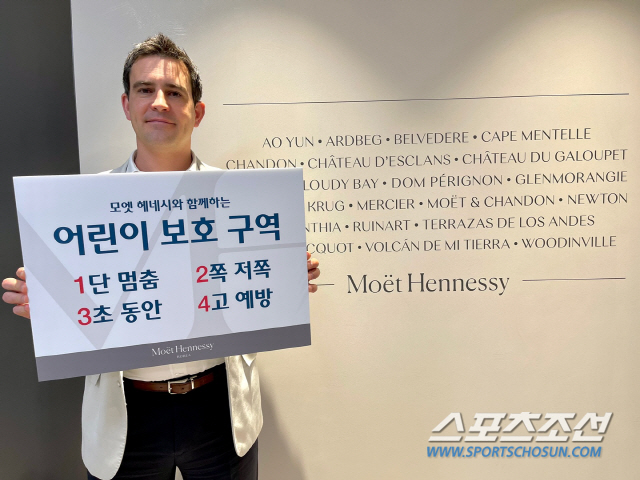 모엣 헤네시와 함께하는
어린이 보호 구역
1단 멈춤 2쪽 저쪽
3초 동안 4고 예방
Moët Hennessy
AO YUN • ARDBEG • BELVEDERE • CAPE MENTELLE
CHANDON • CHÂTEAU D'ESCLANS • CHÂTEAU DU GALOUPET
LOUDY BAY • DOM PÉRIGNON • GLENMORANGIE
KRUG • MERCIER • MOËT & CHANDON • NEWTON
NTHIA • RUINART • TERRAZAS DE LOS ANDES
CQUOT • VOLCÁN DE MI TIERRA • WOODINVILLE
Moët Hennessy
스포츠조선
WWW.SPORTSCHOSUN.COM